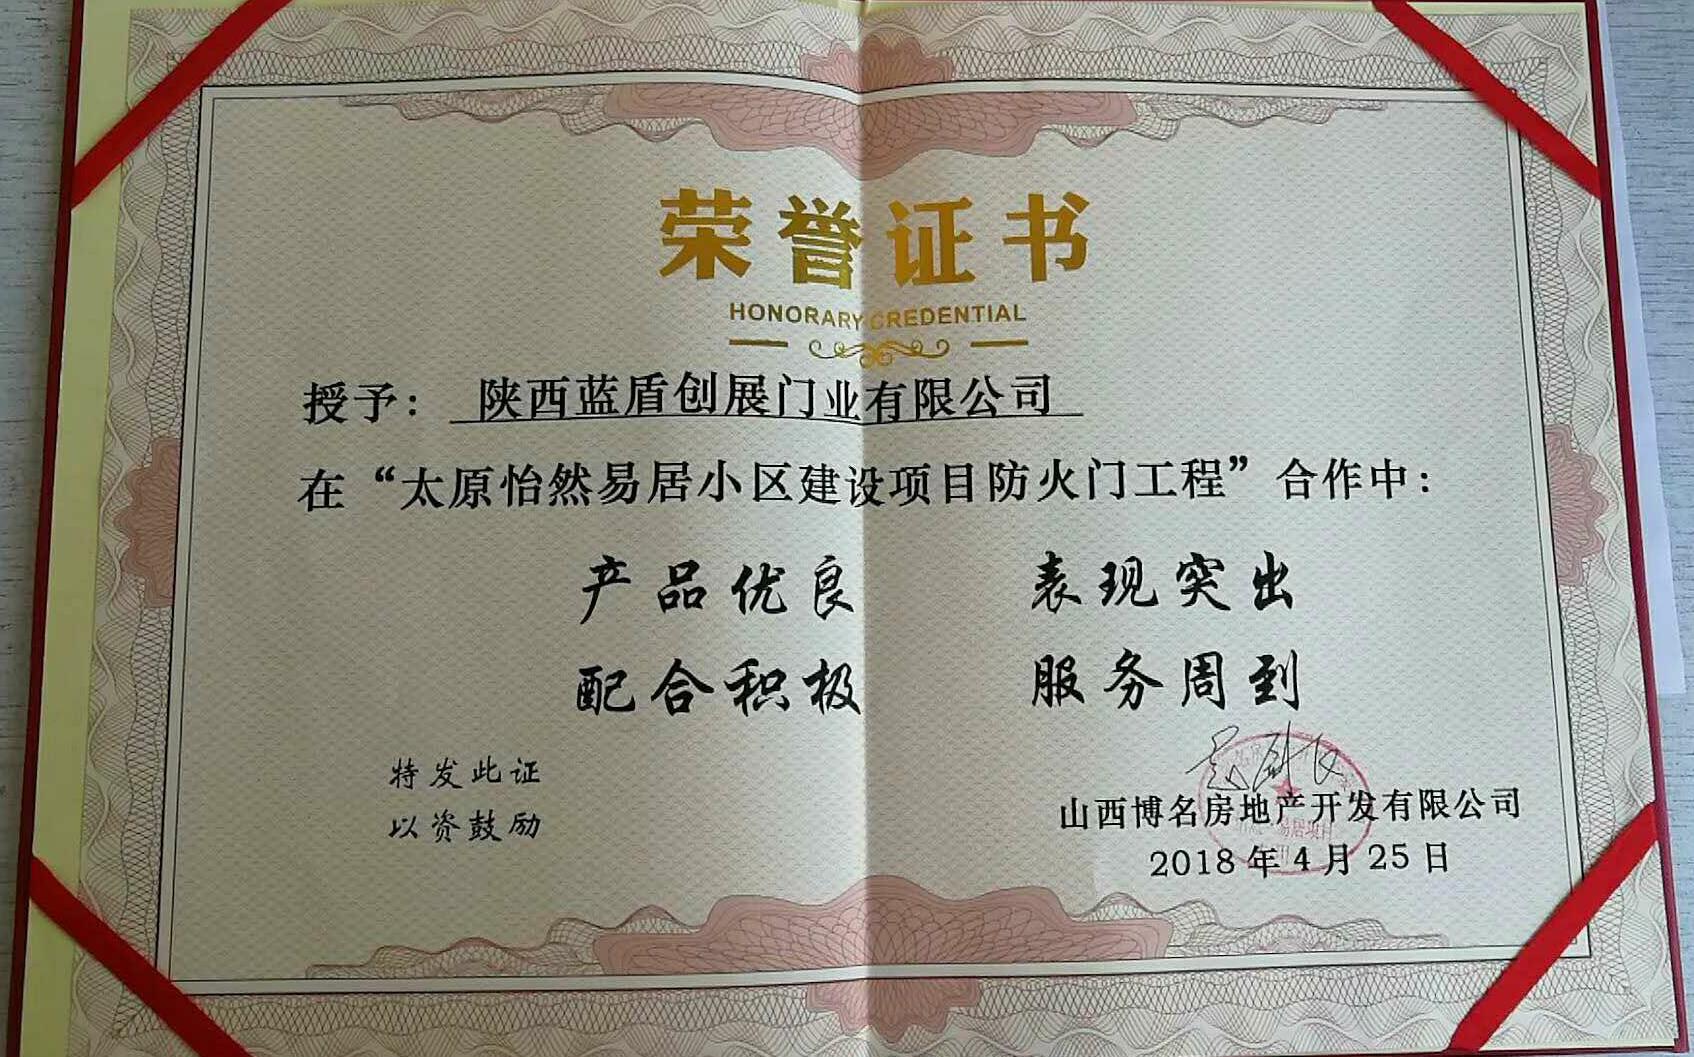 荣誉证书
HONORARY CREDENTIAL
授予：陕西蓝盾创展门业有限公司
在“太原怡然易居小区建设项目防火门工程”合作中：
产品优良 表现突出
配合积极 服务周到
特发此证
以资鼓励
山西博名房地产开发有限公司
2018年4月25日
易居项目